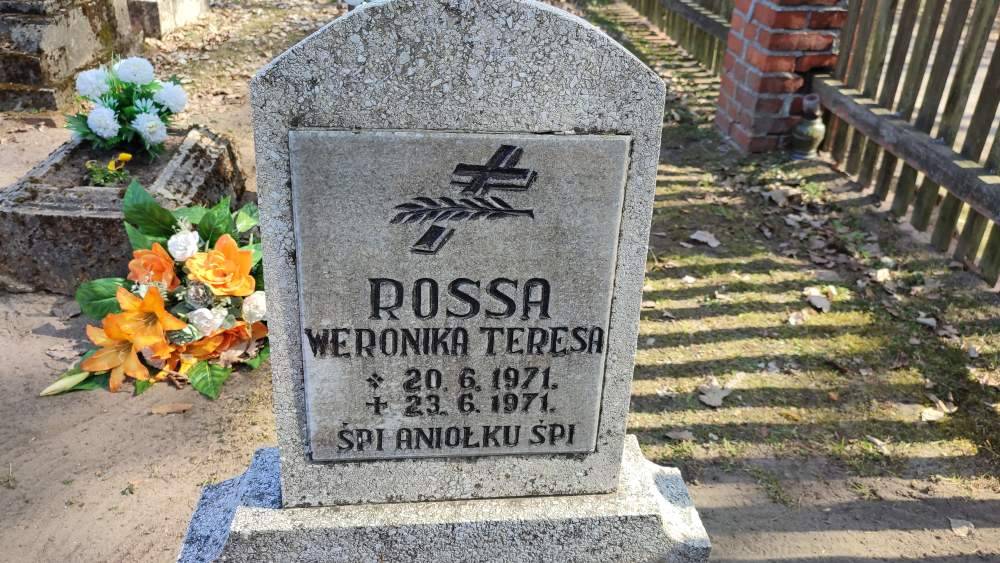 ROSSA
WERONIKA TERESA
* 20. 6. 1971.
+ 23. 6. 1971.
ŚPI ANIOŁKU ŚPI